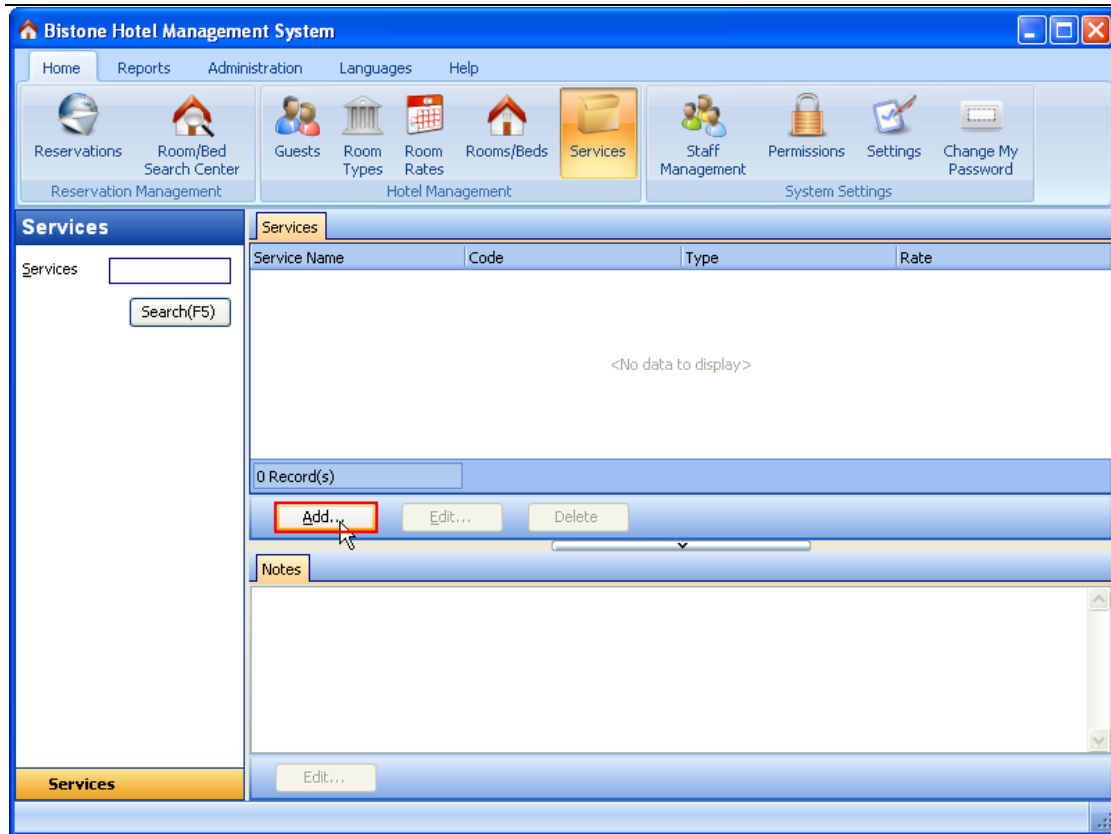 Bistone Hotel Management System
Home Reports Administration Languages Help
Reservations Room/Bed Search Center Guests Room Types Room Rates Rooms/Beds Services Staff Management Permissions Settings Change My Password
Reservation Management Hotel Management System Settings
Services
Services
Service Name Code Type Rate
Services
Search(F5)
<No data to display>
0 Record(s)
Add... Edit... Delete
Notes
Edit...
Services